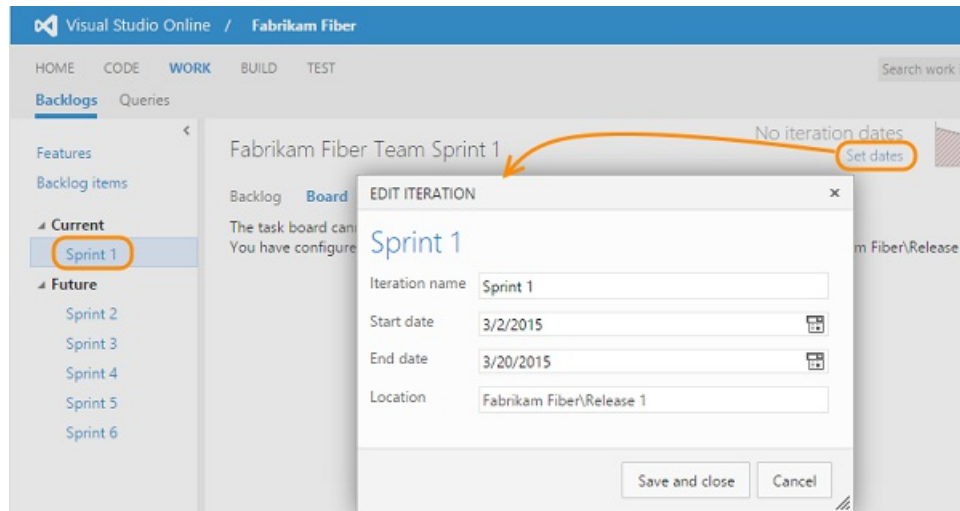 Visual Studio Online / Fabrikam Fiber
HOME CODE WORK BUILD TEST
Search work
Backlogs Queries
Features
Backlog items
Current
Sprint 1
Future
Sprint 2
Sprint 3
Sprint 4
Sprint 5
Sprint 6
Fabrikam Fiber Team Sprint 1
No iteration dates
Set dates
Backlog Board
The task board can
You have configure
m Fiber\Release
EDIT ITERATION
Sprint 1
Iteration name Sprint 1
Start date 3/2/2015
End date 3/20/2015
Location Fabrikam Fiber\Release 1
Save and close Cancel